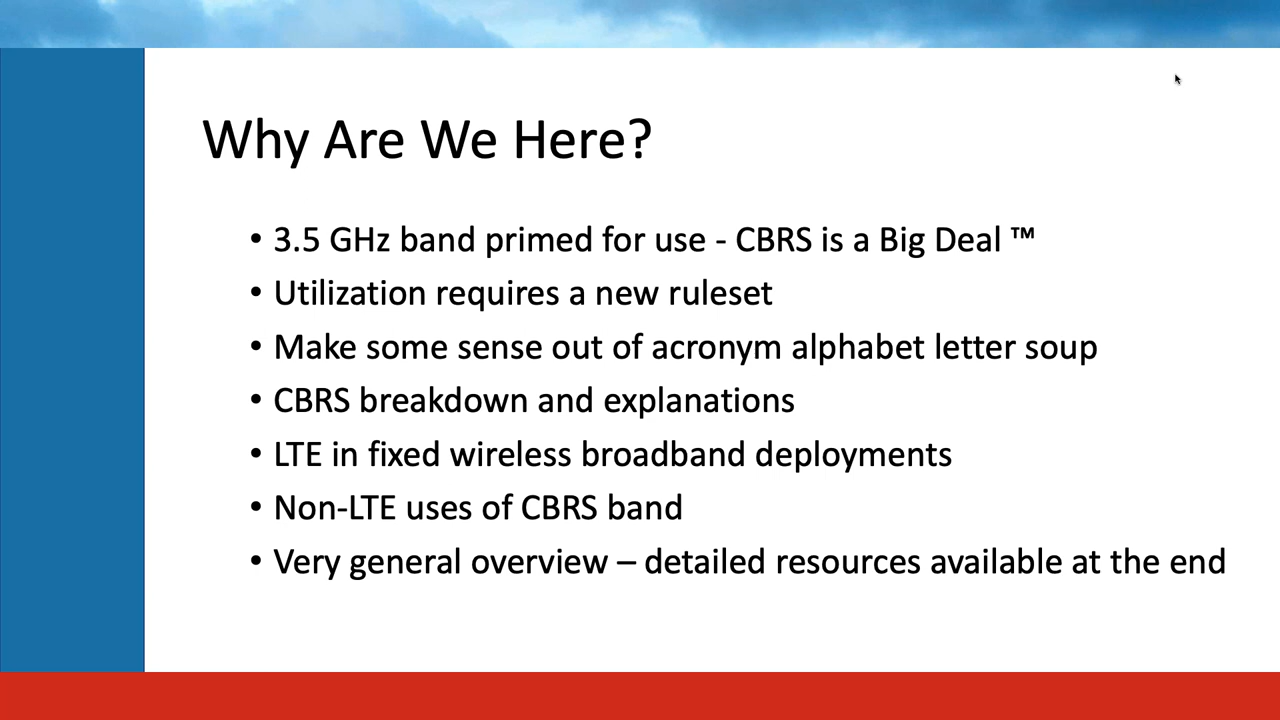 Why Are We Here?
• 3.5 GHz band primed for use - CBRS is a Big Deal ™
• Utilization requires a new ruleset
• Make some sense out of acronym alphabet letter soup
• CBRS breakdown and explanations
• LTE in fixed wireless broadband deployments
• Non-LTE uses of CBRS band
• Very general overview – detailed resources available at the end